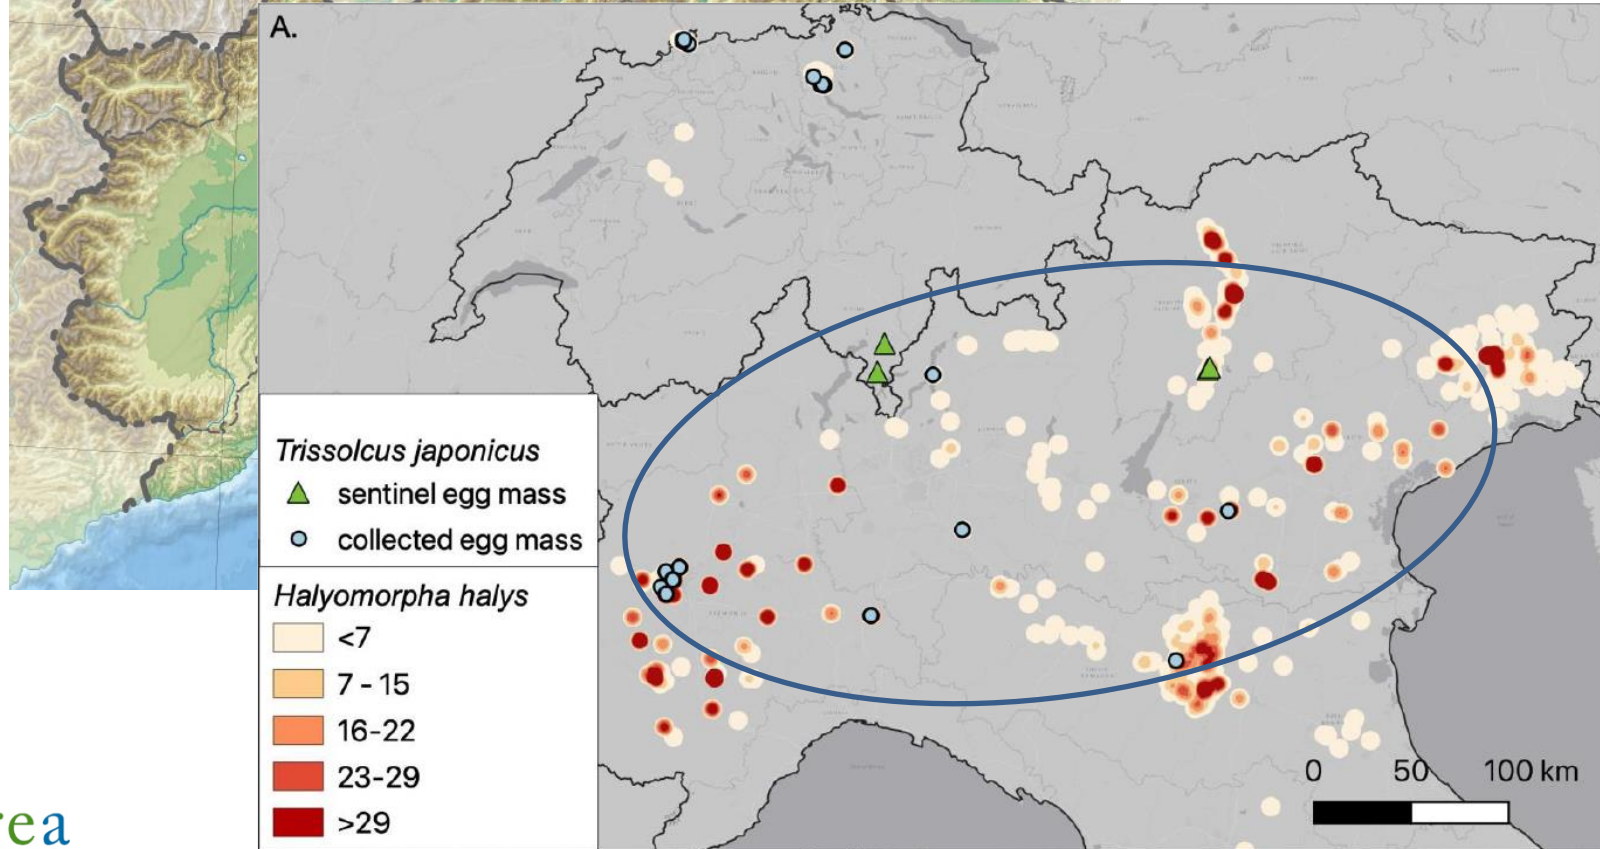 A.
Trissolcus japonicus
sentinel egg mass
collected egg mass
Halyomorpha halys
<7
7 - 15
16-22
23-29
>29
0 50 100 km
ea